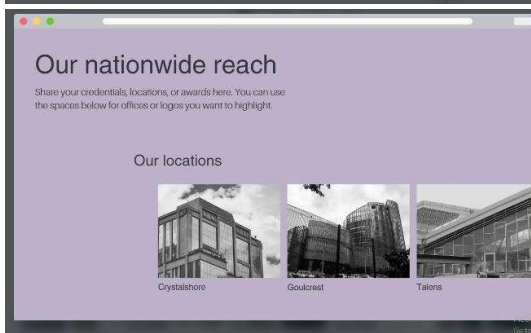 Our nationwide reach
Share your credentials, locations, or awards here. You can use
the spaces below for offices or logos you want to highlight.
Our locations
Crystalshore
Goulcrest
Talens